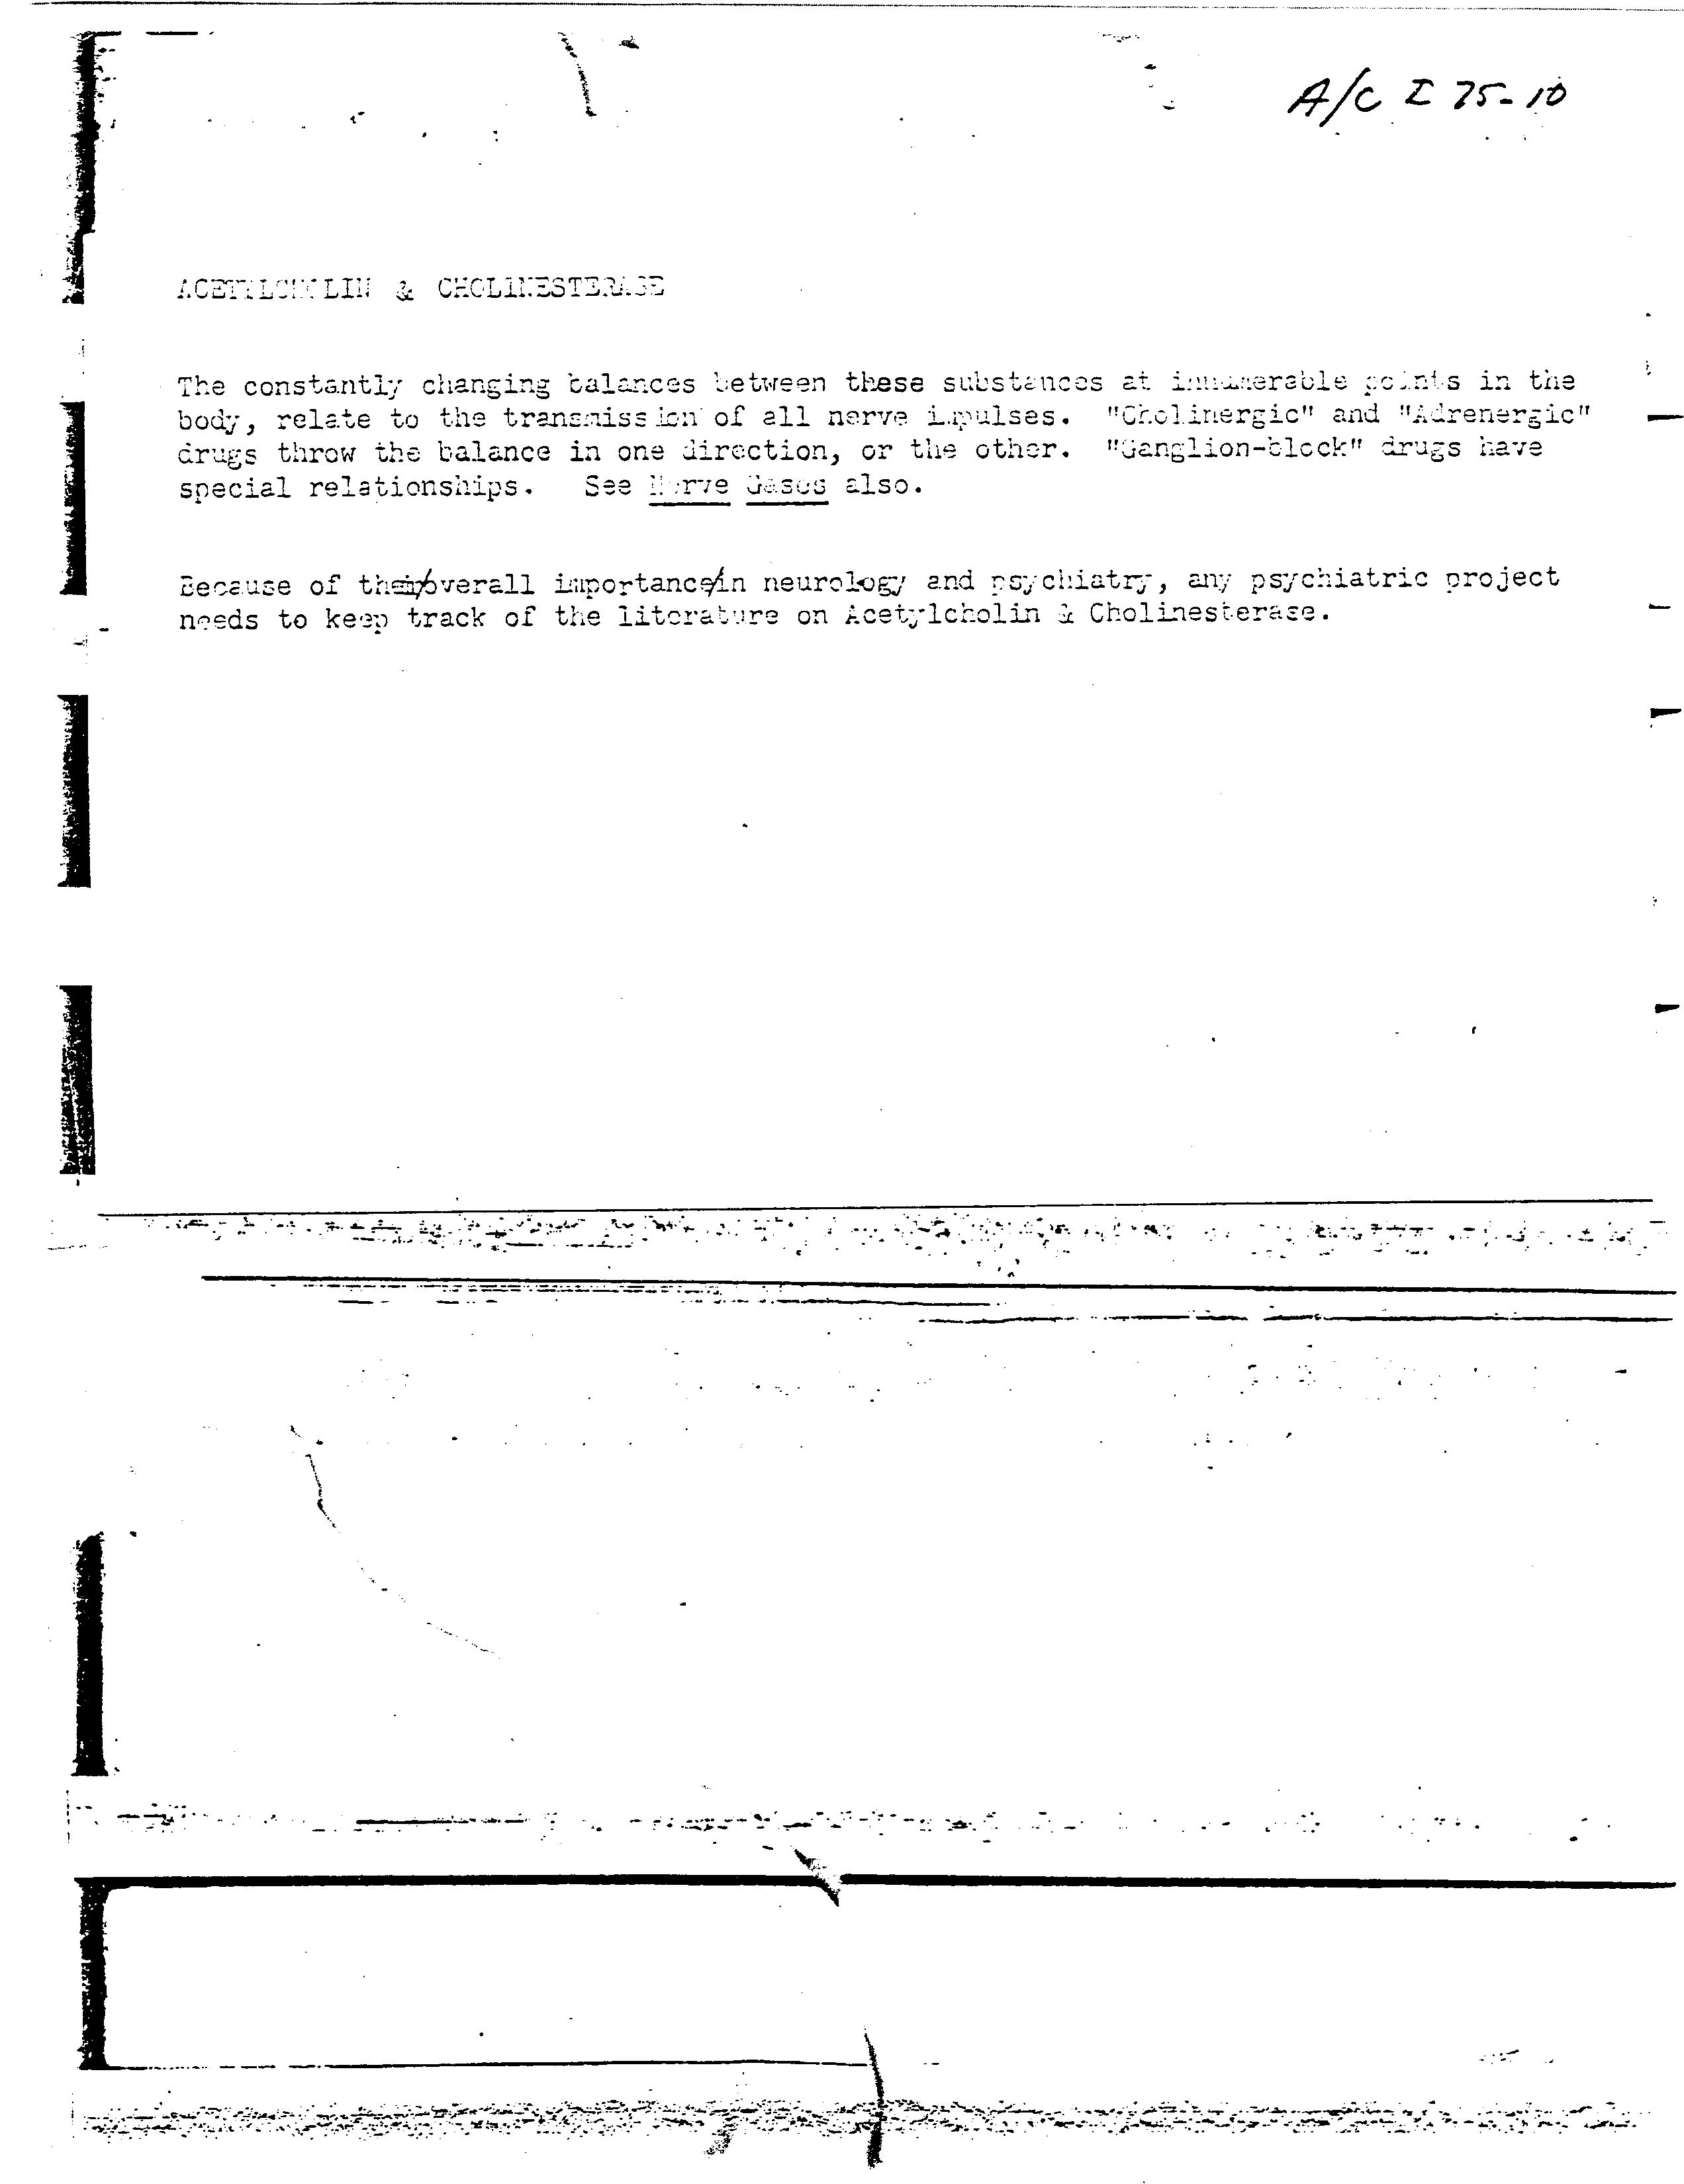 A/C I 75-10
ACETYLCHOLIN & CHOLINESTERASE
The constantly changing balances between these substances at innumerable points in the
body, relate to the transmission of all nerve impulses. "Cholinergic" and "Adrenergic"
drugs throw the balance in one direction, or the other. "Ganglion-block" drugs have
special relationships. See Nerve Gases also.
Because of their overall importance in neurology and psychiatry, any psychiatric project
needs to keep track of the literature on Acetylcholin & Cholinesterase.